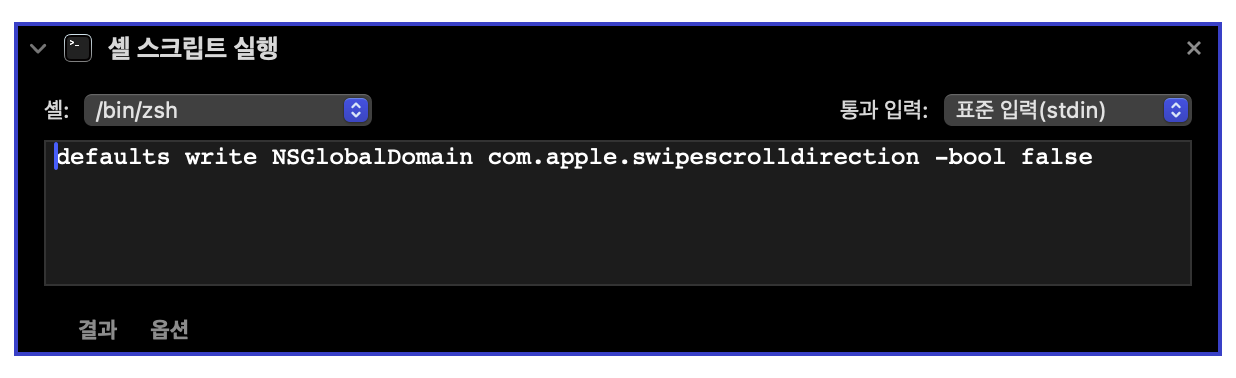 셸 스크립트 실행
셸: /bin/zsh 통과 입력: 표준 입력(stdin)
defaults write NSGlobalDomain com.apple.swipescrolldirection -bool false
결과 옵션